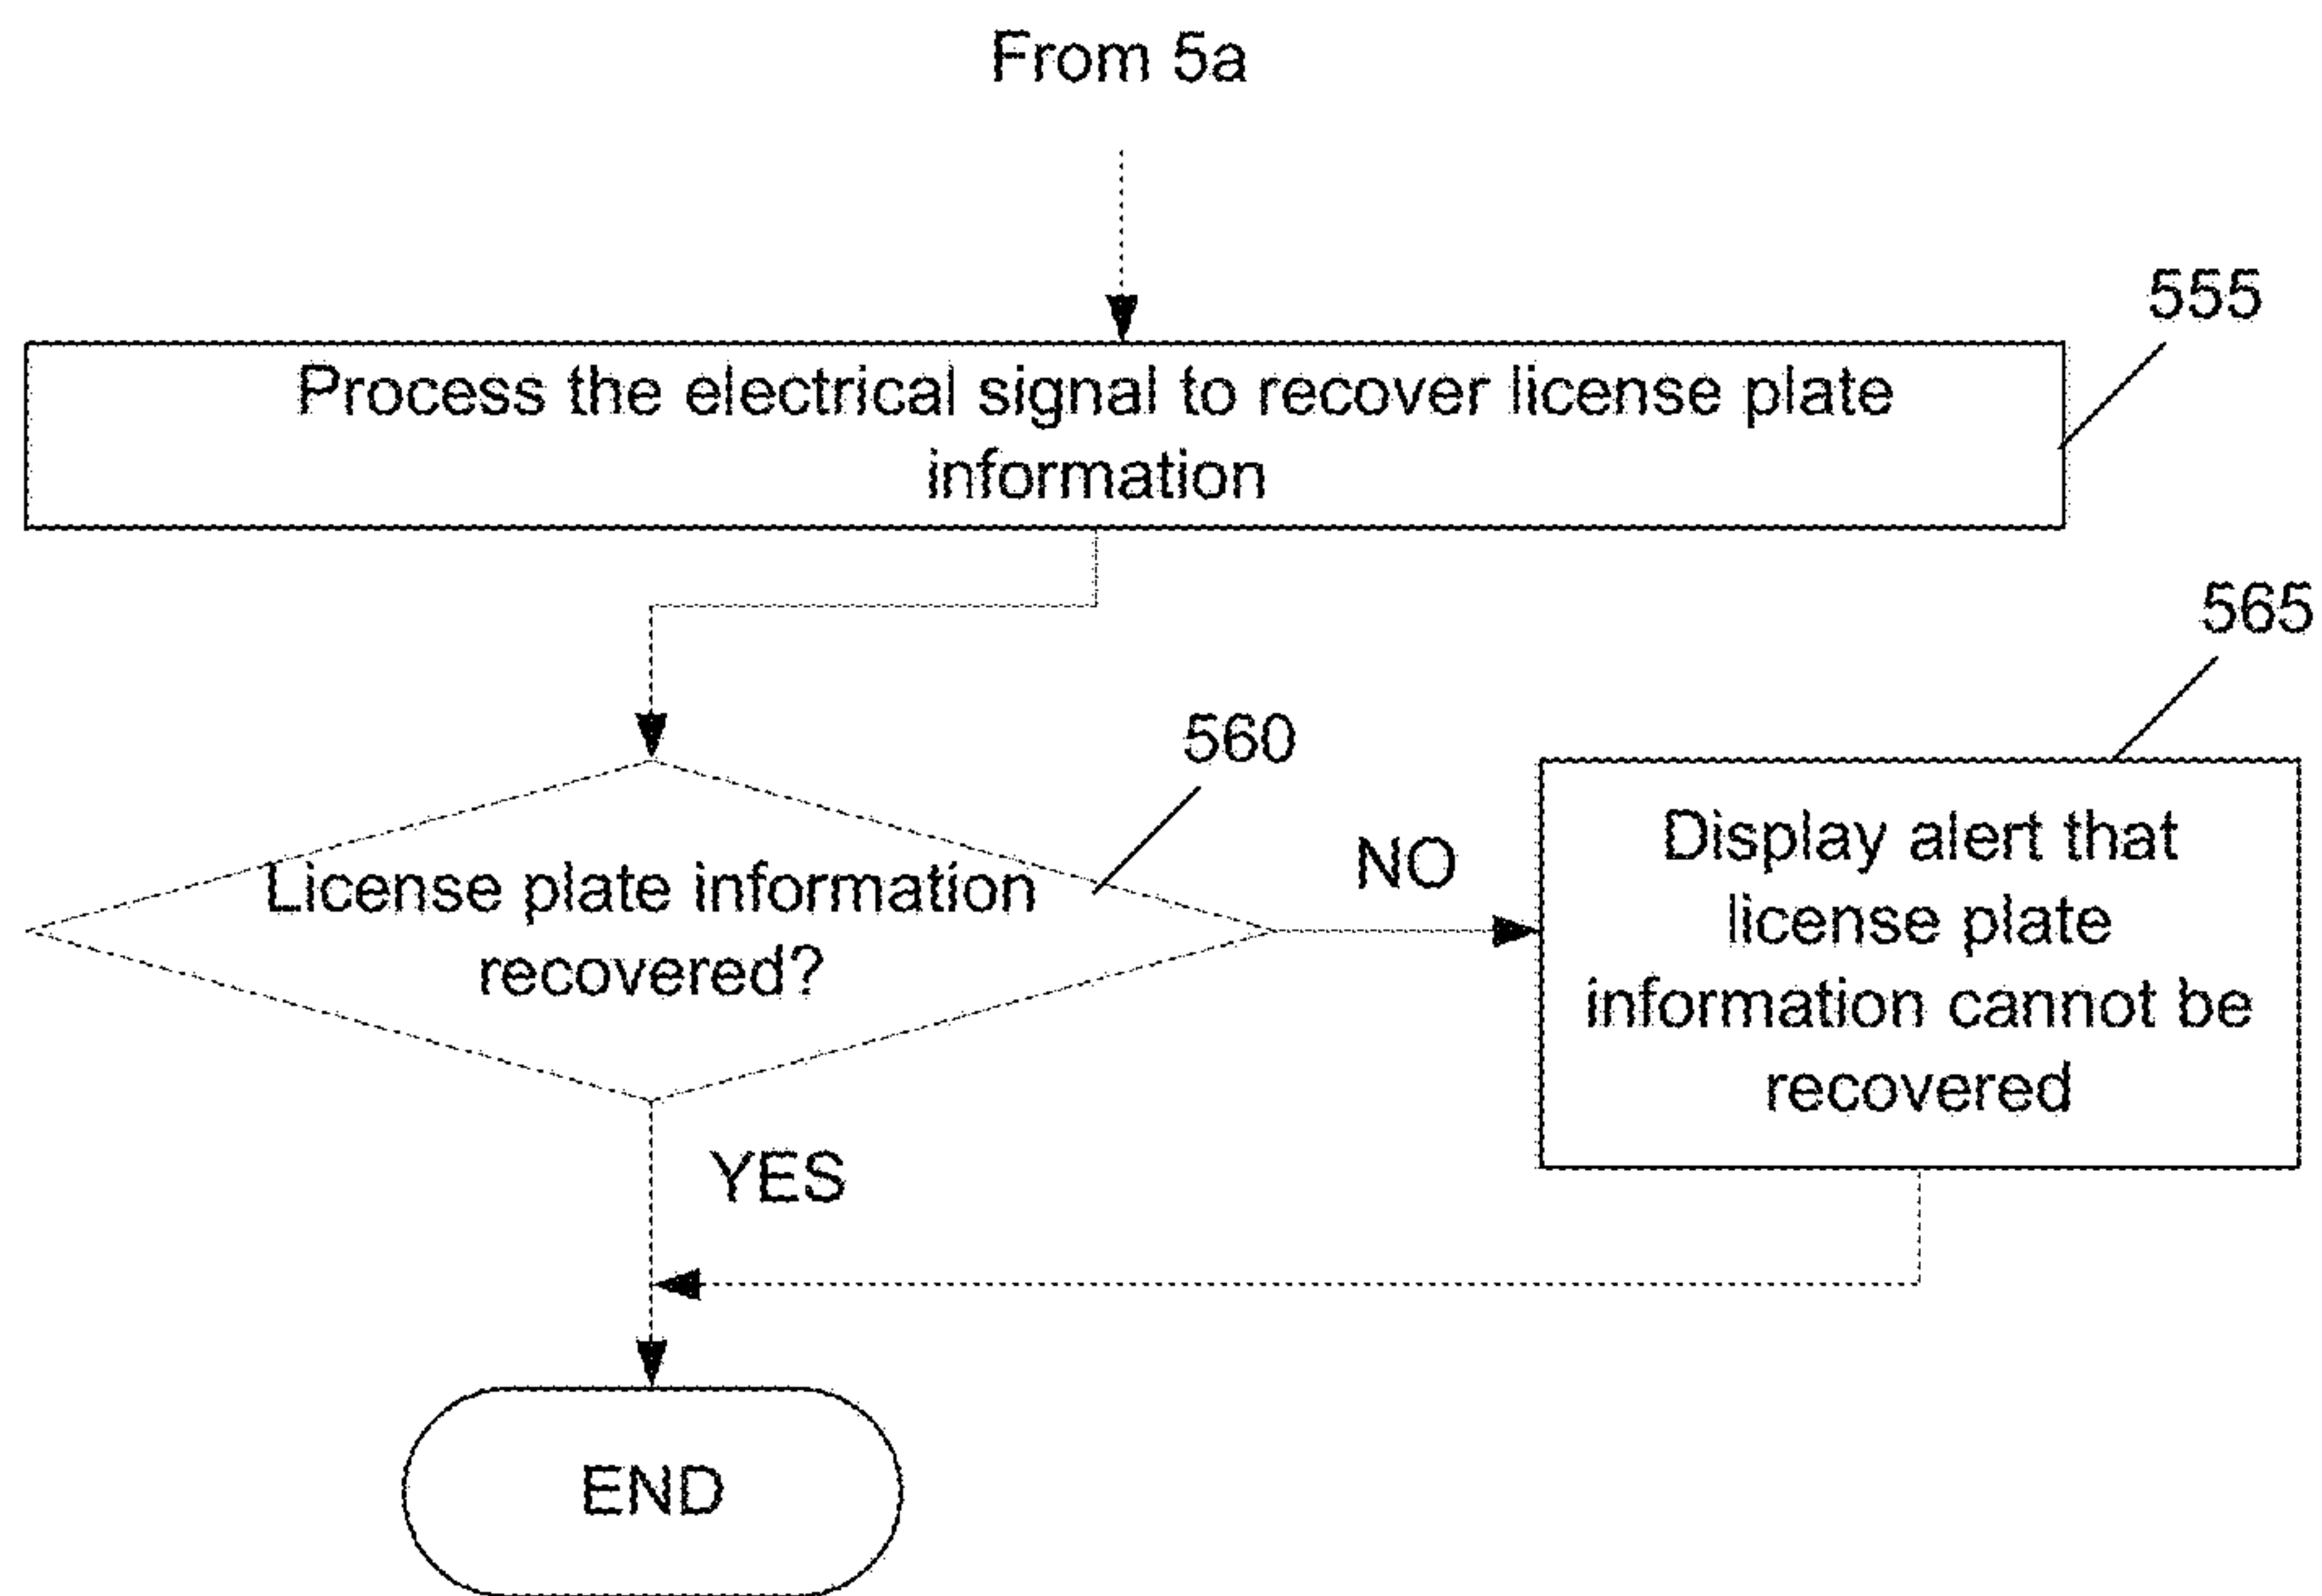 From 5a
555
Process the electrical signal to recover license plate
information
565
560
License plate information
recovered?
NO
Display alert that
license plate
information cannot be
recovered
YES
END